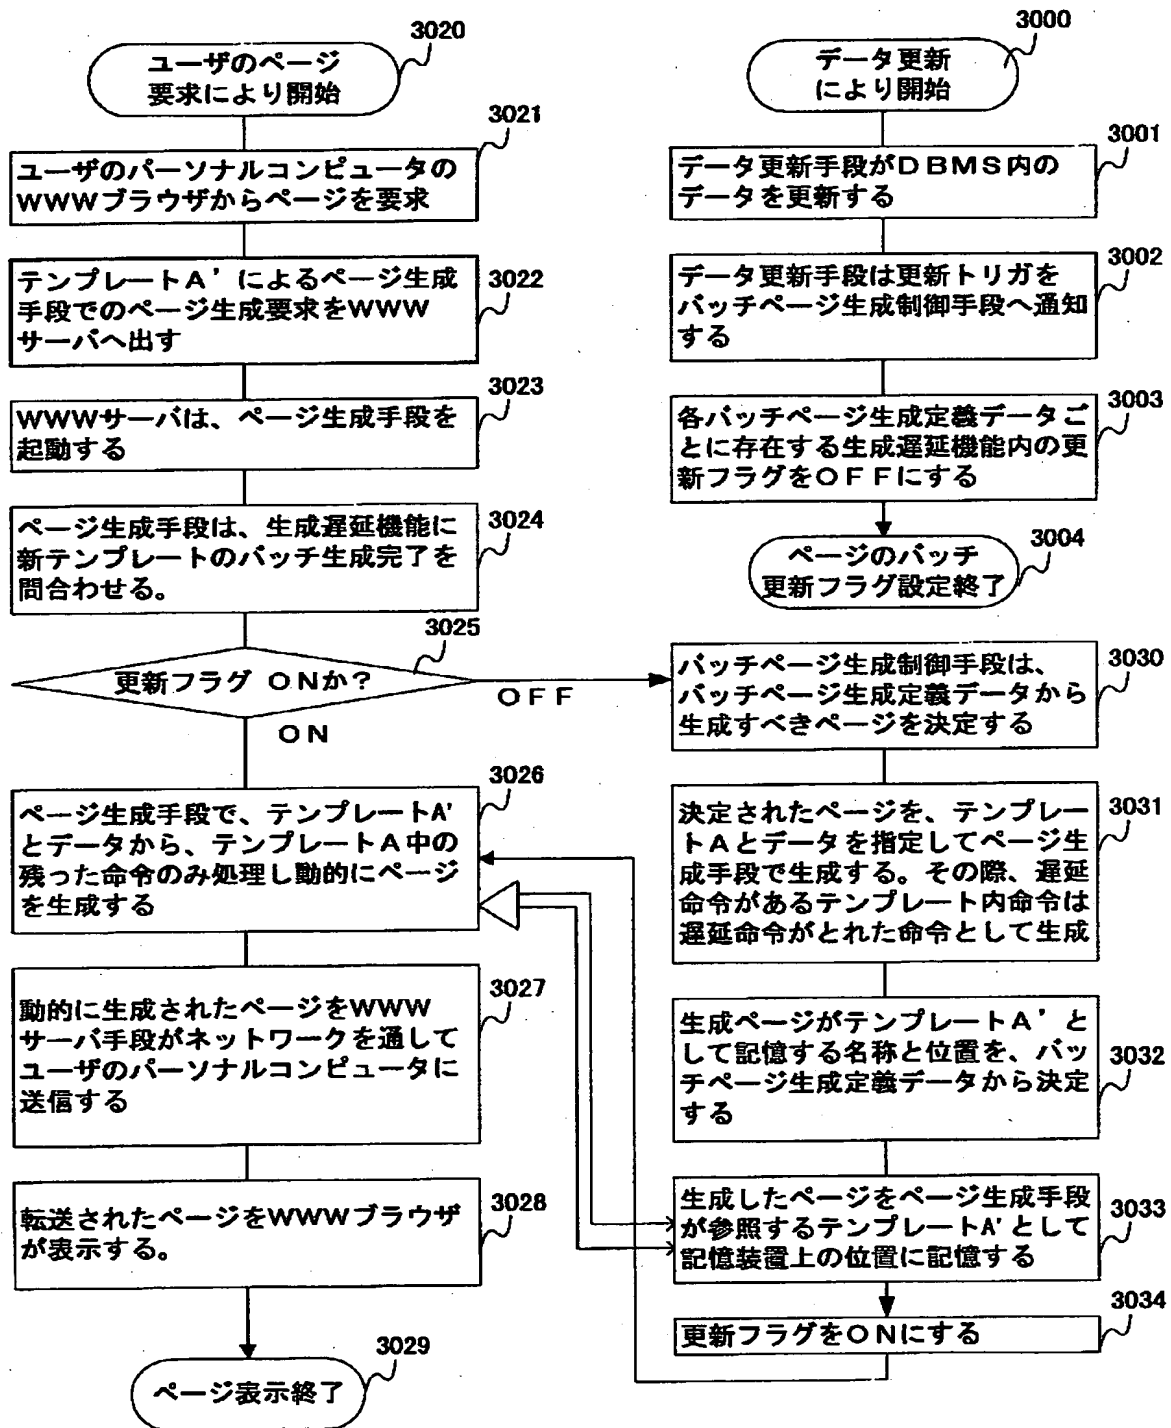 3020
ユーザのページ
要求により開始
3021
ユーザのパーソナルコンピュータの
WWWブラウザからページを要求
3022
テンプレートA'によるページ生成
手段でのページ生成要求をWWW
サーバへ出す
3023
WWWサーバは、ページ生成手段を
起動する
3024
ページ生成手段は、生成遅延機能に
新テンプレートのバッチ生成完了を
問合わせる。
3025
更新フラグ ONか?
OFF
ON
3026
ページ生成手段で、テンプレートA'
とデータから、テンプレートA中の
残った命令のみ処理し動的にページ
を生成する
3027
動的に生成されたページをWWW
サーバ手段がネットワークを通して
ユーザのパーソナルコンピュータに
送信する
3028
転送されたページをWWWブラウザ
が表示する。
3029
ページ表示終了
3000
データ更新
により開始
3001
データ更新手段がDBMS内の
データを更新する
3002
データ更新手段は更新トリガを
バッチページ生成制御手段へ通知
する
3003
各バッチページ生成定義データご
とに存在する生成遅延機能内の更
新フラグをOFFにする
3004
ページのバッチ
更新フラグ設定終了
3030
バッチページ生成制御手段は、
バッチページ生成定義データから
生成すべきページを決定する
3031
決定されたページを、テンプレー
トAとデータを指定してページ生
成手段で生成する。その際、遅延
命令があるテンプレート内命令は
遅延命令がとれた命令として生成
3032
生成ページがテンプレートA'と
して記憶する名称と位置を、バッ
チページ生成定義データから決定
する
3033
生成したページをページ生成手段
が参照するテンプレートA'として
記憶装置上の位置に記憶する
3034
更新フラグをONにする